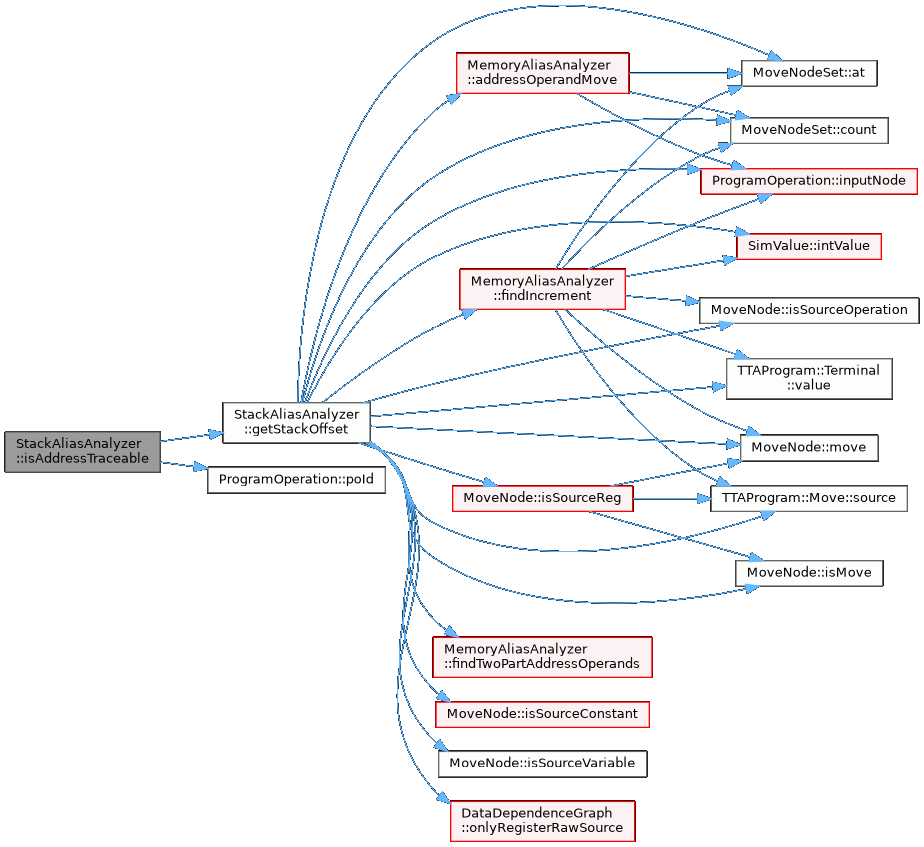 MemoryAliasAnalyzer
::addressOperandMove
MoveNodeSet::at
MoveNodeSet::count
ProgramOperation::inputNode
SimValue::intValue
MemoryAliasAnalyzer
::findIncrement
MoveNode::isSourceOperation
TTAProgram::Terminal
::value
StackAliasAnalyzer
::getStackOffset
StackAliasAnalyzer
::isAddressTraceable
MoveNode::move
ProgramOperation::poId
MoveNode::isSourceReg
TTAProgram::Move::source
MoveNode::isMove
MemoryAliasAnalyzer
::findTwoPartAddressOperands
MoveNode::isSourceConstant
MoveNode::isSourceVariable
DataDependenceGraph
::onlyRegisterRawSource